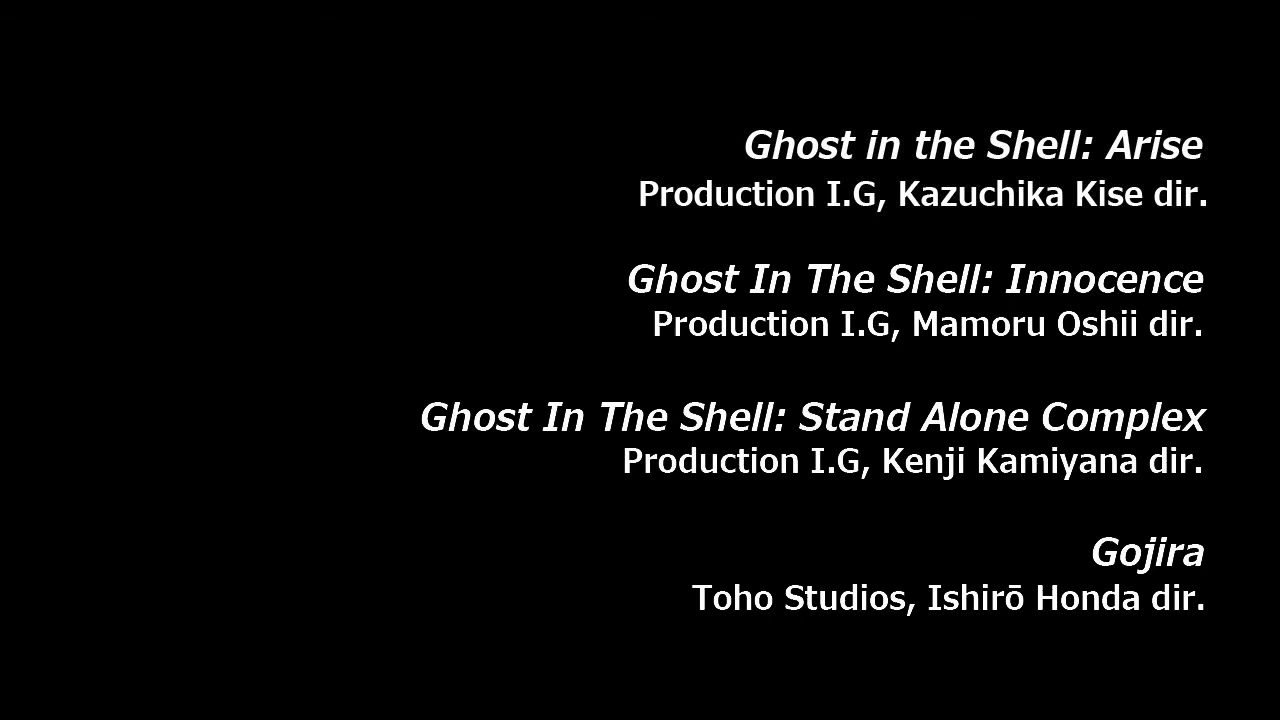 Ghost in the Shell: Arise
Production I.G, Kazuchika Kise dir.
Ghost In The Shell: Innocence
Production I.G, Mamoru Oshii dir.
Ghost In The Shell: Stand Alone Complex
Production I.G, Kenji Kamiyana dir.
Gojira
Toho Studios, Ishirō Honda dir.